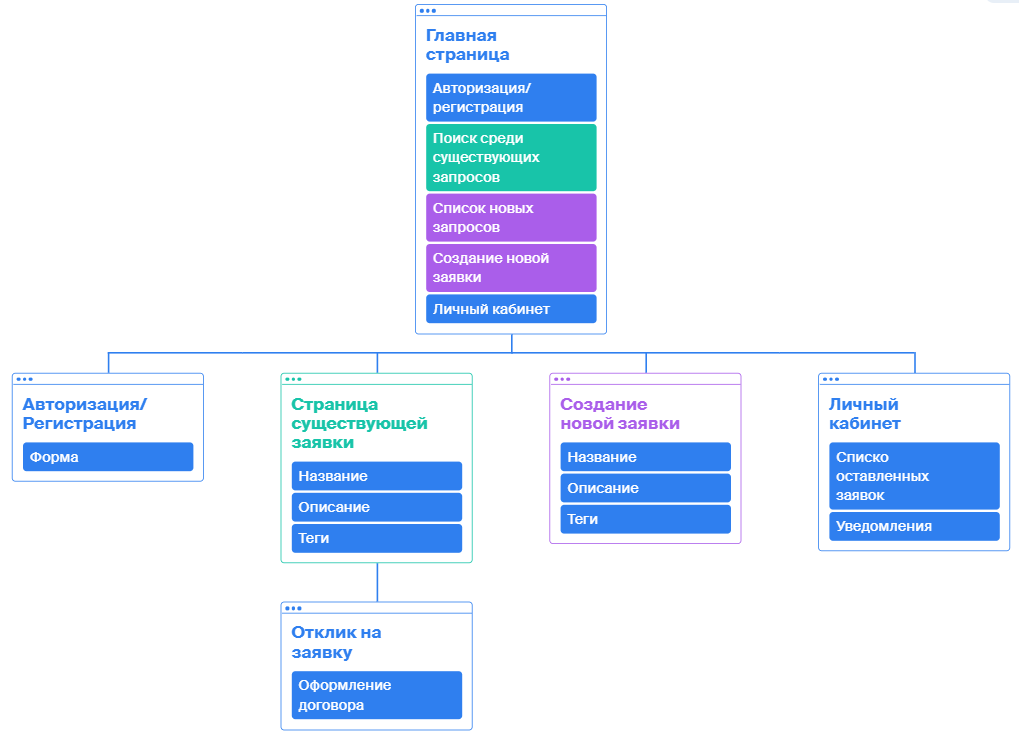 Главная
страница
Авторизация/
регистрация
Поиск среди
существующих
запросов
Список новых
запросов
Создание новой
заявки
Личный кабинет
Авторизация/
Регистрация
Форма
Страница
существующей
заявки
Название
Описание
Теги
Создание
новой заявки
Название
Описание
Теги
Личный
кабинет
Списко
оставленных
заявок
Уведомления
Отклик на
заявку
Оформление
договора